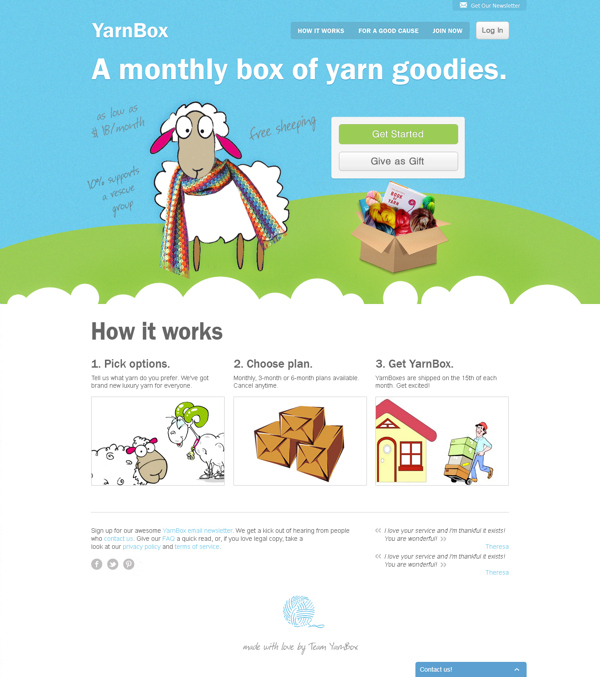 Get Our Newsletter
YarnBox
HOW IT WORKS FOR A GOOD CAUSE JOIN NOW Log In
A monthly box of yarn goodies.
as low as
$18/month
free sheeping
10% supports
a rescue
group
Get Started
Give as Gift
BOX
YARN
How it works
1. Pick options.
Tell us what yarn do you prefer. We've got
brand new luxury yarn for everyone.
2. Choose plan.
Monthly, 3-month or 6-month plans available.
Cancel anytime.
3. Get YarnBox.
YarnBoxes are shipped on the 15th of each
month. Get excited!
Sign up for our awesome YarnBox email newsletter. We get a kick out of hearing from people
who contact us. Give our FAQ a quick read, or, if you love legal copy, take a
look at our privacy policy and terms of service.
« I love your service and I'm thankful it exists!
You are wonderful! »
Theresa
« I love your service and I'm thankful it exists!
You are wonderful! »
Theresa
made with love by Team YarnBox
Contact us!